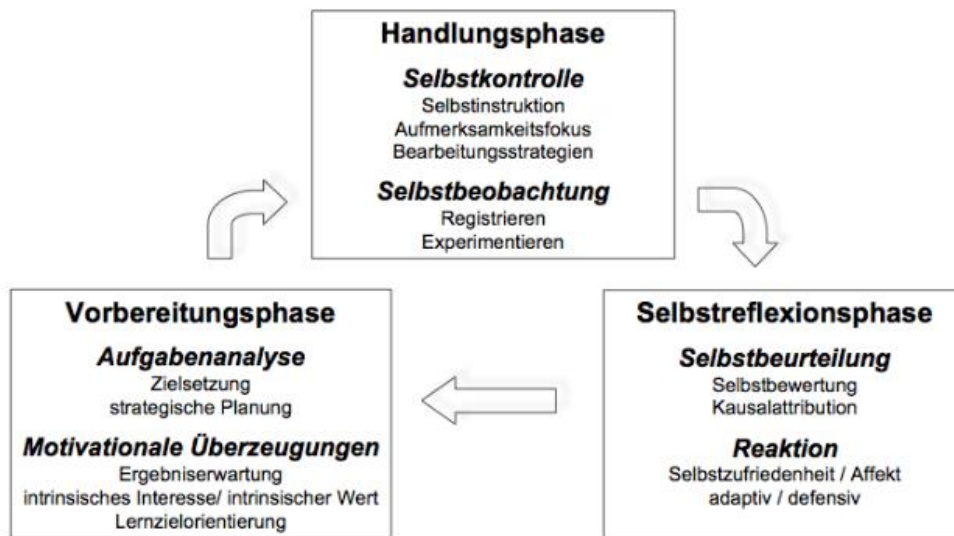 Handlungsphase
Selbstkontrolle
Selbstinstruktion
Aufmerksamkeitsfokus
Bearbeitungsstrategien
Selbstbeobachtung
Registrieren
Experimentieren
Vorbereitungsphase
Aufgabenanalyse
Zielsetzung
strategische Planung
Motivationale Überzeugungen
Ergebniserwartung
intrinsisches Interesse/ intrinsischer Wert
Lernzielorientierung
Selbstreflexionsphase
Selbstbeurteilung
Selbstbewertung
Kausalattribution
Reaktion
Selbstzufriedenheit / Affekt
adaptiv / defensiv